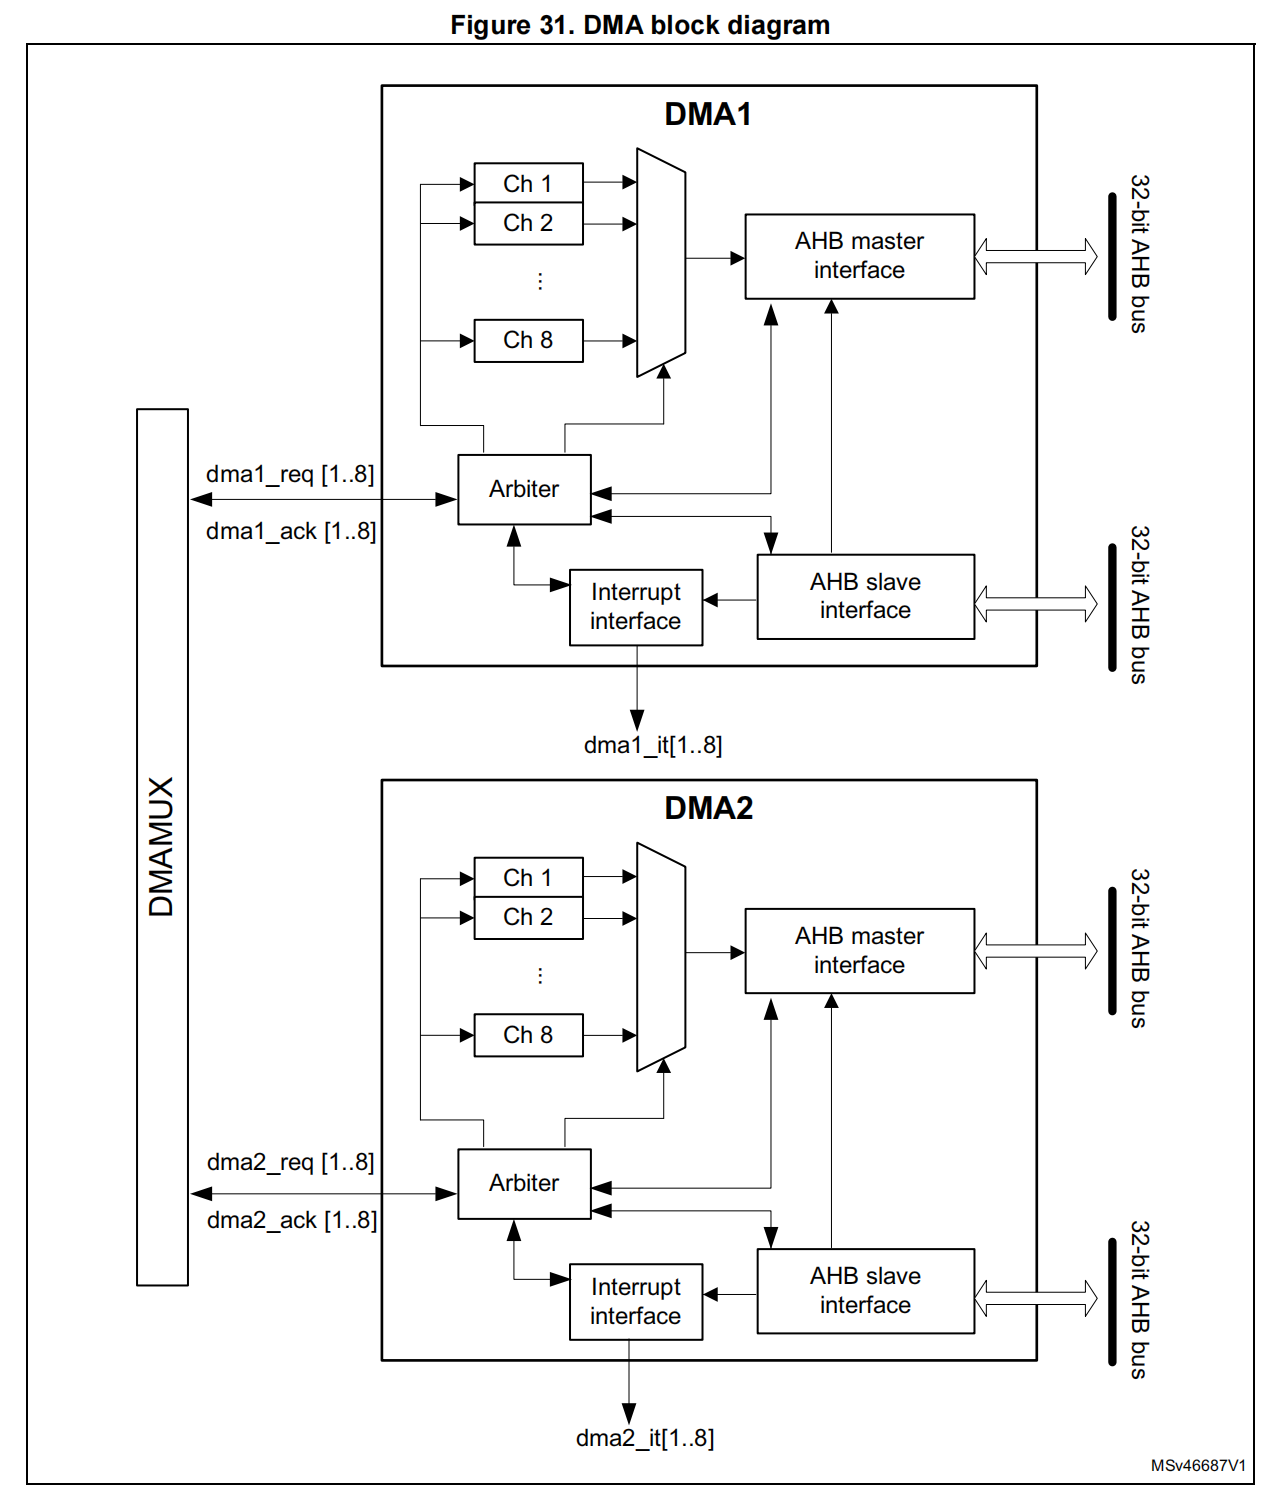 Figure 31. DMA block diagram
DMA1
Ch 1
Ch 2
⋮
Ch 8
AHB master
interface
32-bit AHB bus
dma1_req [1..8]
dma1_ack [1..8]
Arbiter
Interrupt
interface
AHB slave
interface
32-bit AHB bus
dma1_it[1..8]
DMAMUX
DMA2
Ch 1
Ch 2
⋮
Ch 8
AHB master
interface
32-bit AHB bus
dma2_req [1..8]
dma2_ack [1..8]
Arbiter
Interrupt
interface
AHB slave
interface
32-bit AHB bus
dma2_it[1..8]
MSv46687V1